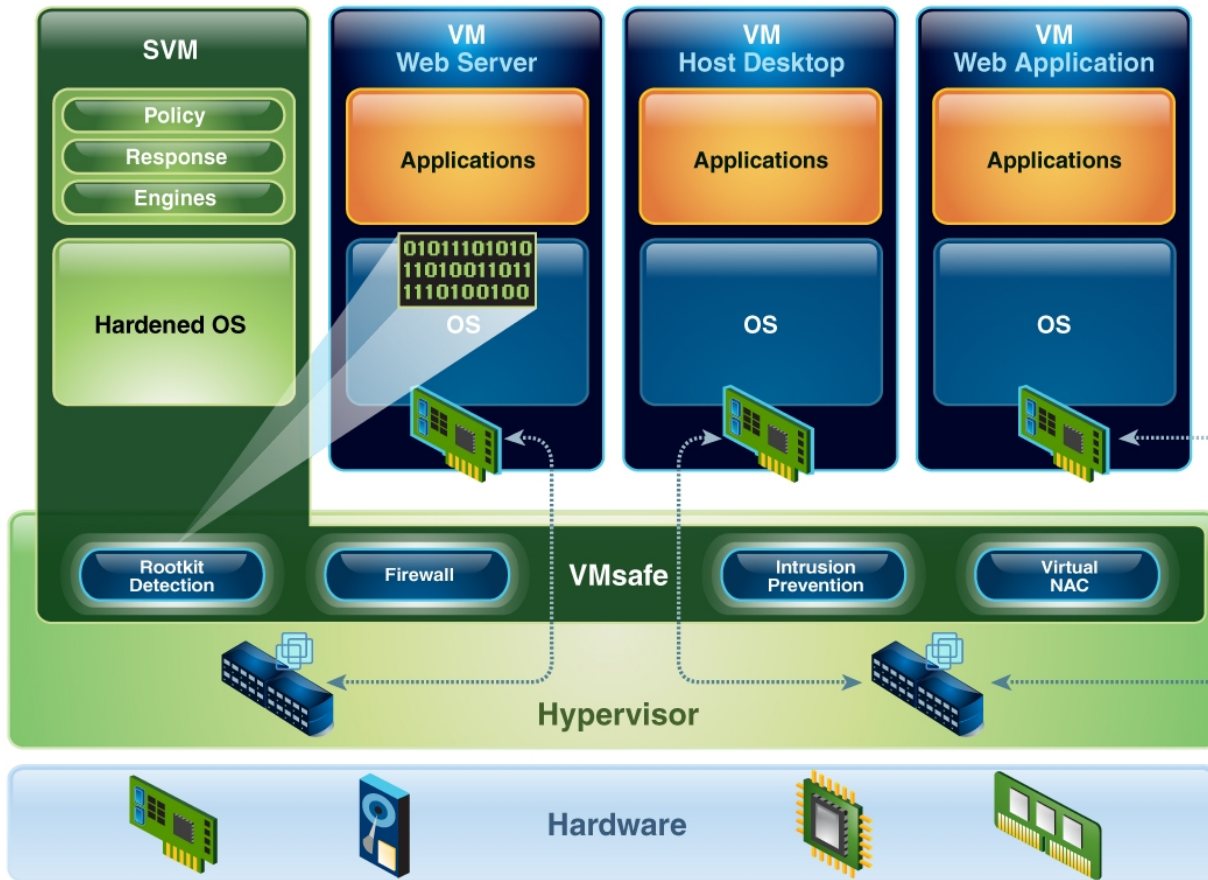 SVM
Policy
Response
Engines
Hardened OS
VM
Web Server
Applications
01011101010
11010011011
1110100100
OS
VM
Host Desktop
Applications
OS
VM
Web Application
Applications
OS
Rootkit
Detection
Firewall
VMsafe
Intrusion
Prevention
Virtual
NAC
Hypervisor
Hardware